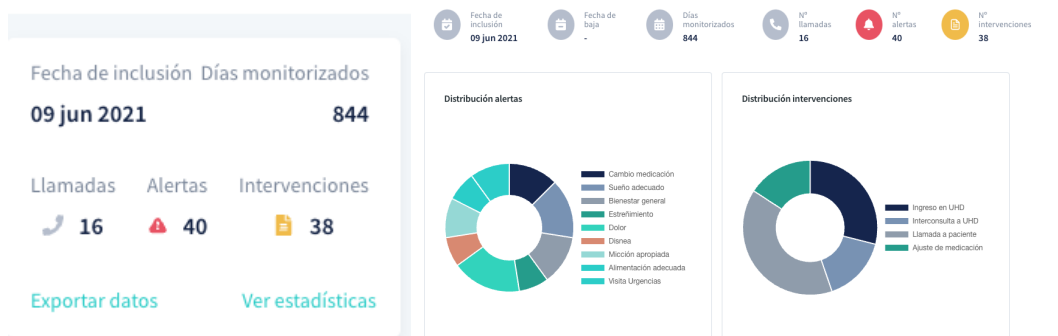 Fecha de inclusión Días monitorizados
09 jun 2021 844
Llamadas Alertas Intervenciones
16 40 38
Exportar datos Ver estadísticas
Fecha de
inclusión
09 jun 2021
Fecha de
baja
-
Días
monitorizados
844
Nº
llamadas
16
Nº
alertas
40
Nº
intervenciones
38
Distribución alertas
Cambio medicación
Sueño adecuado
Bienestar general
Estreñimiento
Dolor
Disnea
Micción apropiada
Alimentación adecuada
Visita Urgencias
Distribución intervenciones
Ingreso en UHD
Interconsulta a UHD
Llamada a paciente
Ajuste de medicación